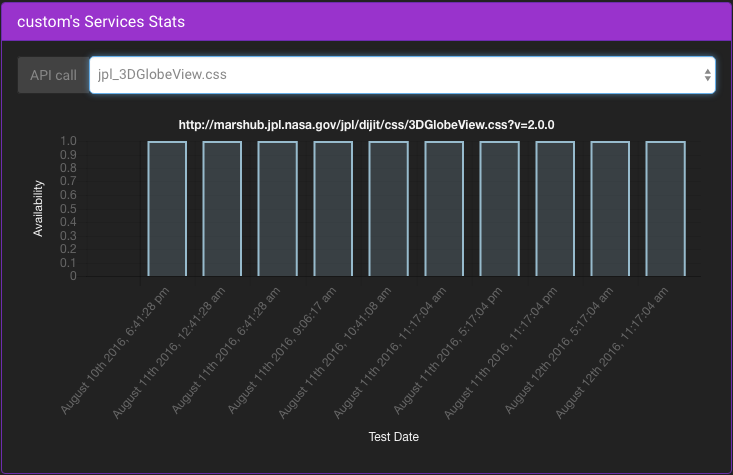 custom's Services Stats
API call
jpl_3DGlobeView.css
http://marshub.jpl.nasa.gov/jpl/dijit/css/3DGlobeView.css?v=2.0.0
Availability
1.0
0.9
0.8
0.7
0.6
0.5
0.4
0.3
0.2
0.1
0
August 10th 2016, 6:41:28 pm
August 11th 2016, 12:41:28 am
August 11th 2016, 6:41:28 am
August 11th 2016, 9:06:17 am
August 11th 2016, 10:41:08 am
August 11th 2016, 11:17:04 am
August 11th 2016, 5:17:04 pm
August 11th 2016, 11:17:04 pm
August 12th 2016, 5:17:04 am
August 12th 2016, 11:17:04 am
Test Date